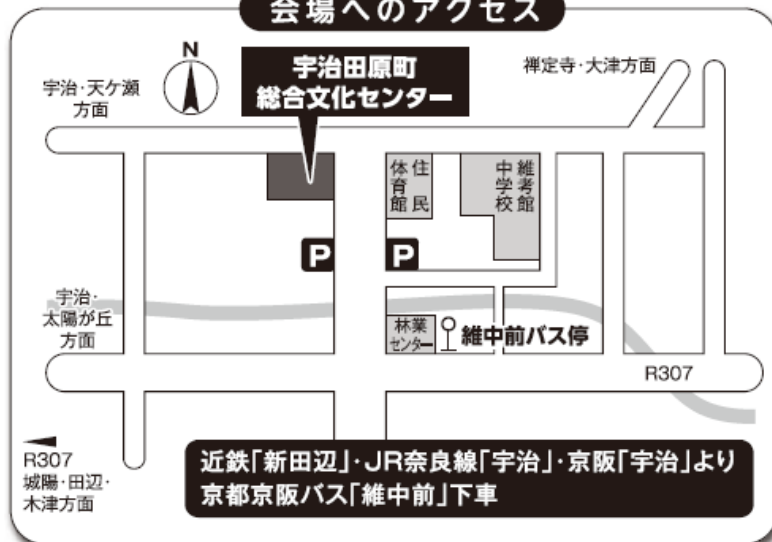 会場へのアクセス
N
宇治田原町
総合文化センター
禅定寺・大津方面
宇治・天ケ瀬
方面
住民
体育館
維孝館
中学校
P
P
宇治・
太陽が丘
方面
林業
センター
維中前バス停
R307
R307
城陽・田辺・
木津方面
近鉄「新田辺」・JR奈良線「宇治」・京阪「宇治」より
京都京阪バス「維中前」下車